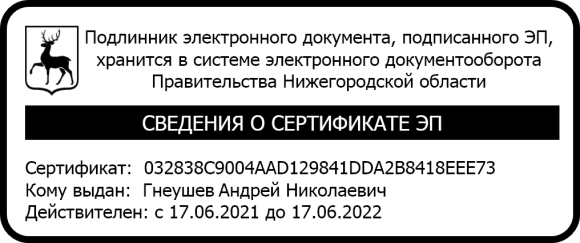 Подлинник электронного документа, подписанного ЭП,
хранится в системе электронного документооборота
Правительства Нижегородской области
СВЕДЕНИЯ О СЕРТИФИКАТЕ ЭП
Сертификат: 032838C9004AAD129841DDA2B8418EEE73
Кому выдан: Гнеушев Андрей Николаевич
Действителен: с 17.06.2021 до 17.06.2022